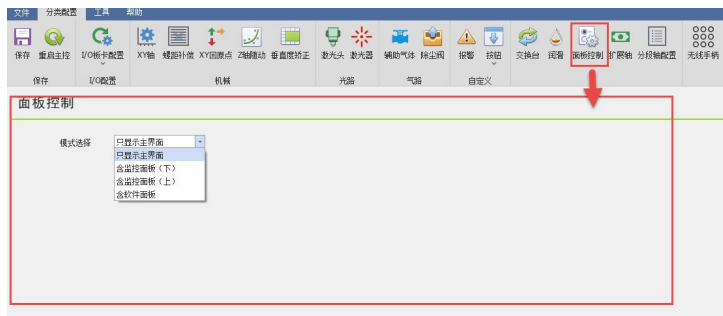 文件 分类配置 工具 帮助
保存 重启主控 I/O板卡配置 XY轴 螺距补偿 XY回原点 Z轴随动 垂直度矫正 激光头 激光器 辅助气体 除尘阀 报警 按钮 交换台 润滑 面板控制 扩展轴 分段轴配置 无线手柄
保存 I/O配置 机械 光路 气路 自定义
面板控制
模式选择 只显示主界面
只显示主界面
含监控面板（下）
含监控面板（上）
含软件面板